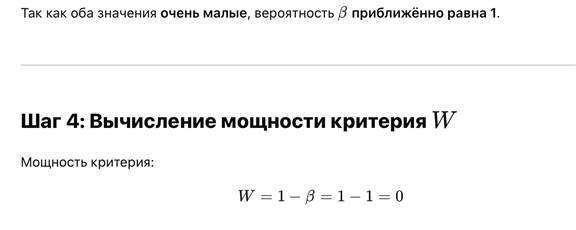 Так как оба значения очень малые, вероятность β приближённо равна 1.
Шаг 4: Вычисление мощности критерия W
Мощность критерия:
W = 1 − β = 1 − 1 = 0